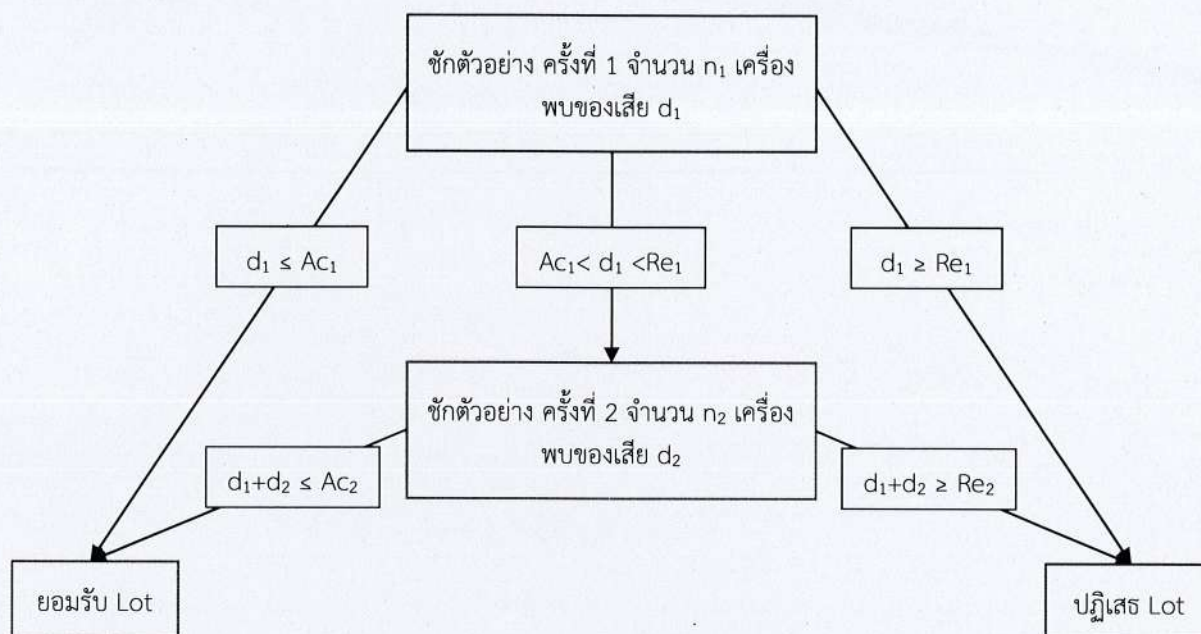 ชักตัวอย่าง ครั้งที่ 1 จำนวน n₁ เครื่อง
พบของเสีย d₁
d₁ ≤ Ac₁
Ac₁< d₁ <Re₁
d₁ ≥ Re₁
ชักตัวอย่าง ครั้งที่ 2 จำนวน n₂ เครื่อง
พบของเสีย d₂
d₁+d₂ ≤ Ac₂
d₁+d₂ ≥ Re₂
ยอมรับ Lot
ปฏิเสธ Lot